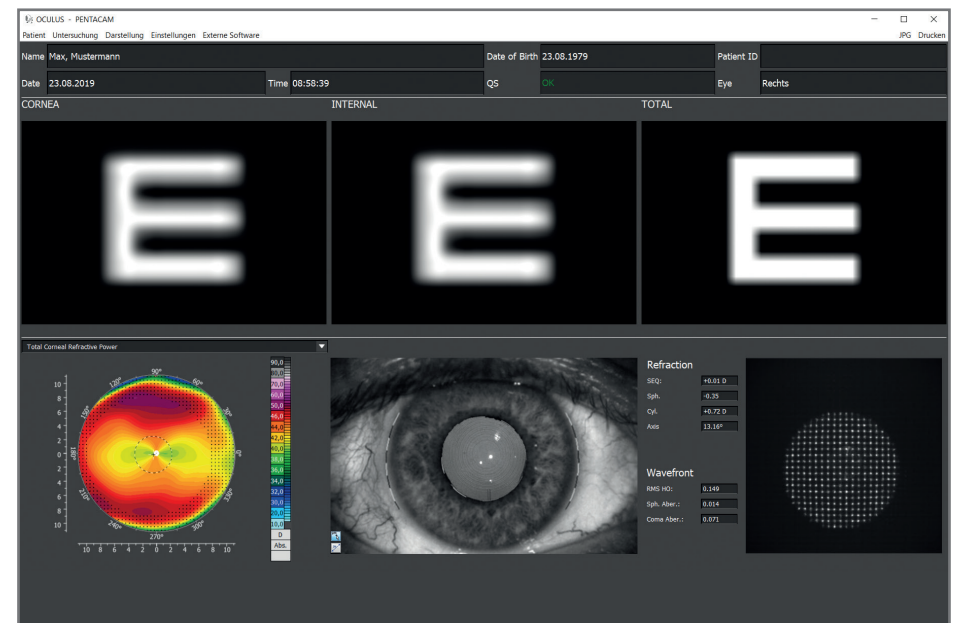 OCULUS - PENTACAM
Patient Untersuchung Darstellung Einstellungen Externe Software JPG Drucken
Name Max, Mustermann Date of Birth 23.08.1979 Patient ID
Date 23.08.2019 Time 08:58:39 QS OK Eye Rechts
CORNEA INTERNAL TOTAL
E E E
Total Corneal Refractive Power
Refraction
SEQ: +0.01 D
Sph. -0.35
Cyl. +0.72 D
Axis 13.16°
Wavefront
RMS HO: 0.149
Sph. Aber.: 0.014
Coma Aber.: 0.071
90°
120° 60°
150° 30°
180° 0°
210° 330°
240° 300°
270°
10
8
6
4
2
0
2
4
6
8
10
10 8 6 4 2 0 2 4 6 8 10
90,0
80,0
70,0
60,0
50,0
46,0
44,0
42,0
40,0
38,0
36,0
34,0
32,0
30,0
20,0
10,0
D
Abs.